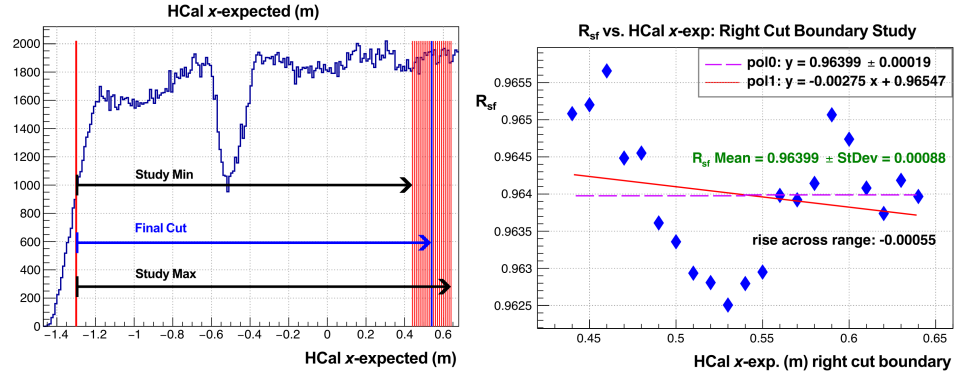 HCal x-expected (m)
2000
1800
1600
1400
1200
1000
800
600
400
200
0
Study Min
Final Cut
Study Max
−1.4 −1.2 −1 −0.8 −0.6 −0.4 −0.2 0 0.2 0.4 0.6
HCal x-expected (m)
Rsf vs. HCal x-exp: Right Cut Boundary Study
pol0: y = 0.96399 ± 0.00019
pol1: y = -0.00275 x + 0.96547
Rsf
0.9655
0.965
0.9645
0.964
0.9635
0.963
0.9625
Rsf Mean = 0.96399 ± StDev = 0.00088
rise across range: -0.00055
0.45 0.5 0.55 0.6 0.65
HCal x-exp. (m) right cut boundary